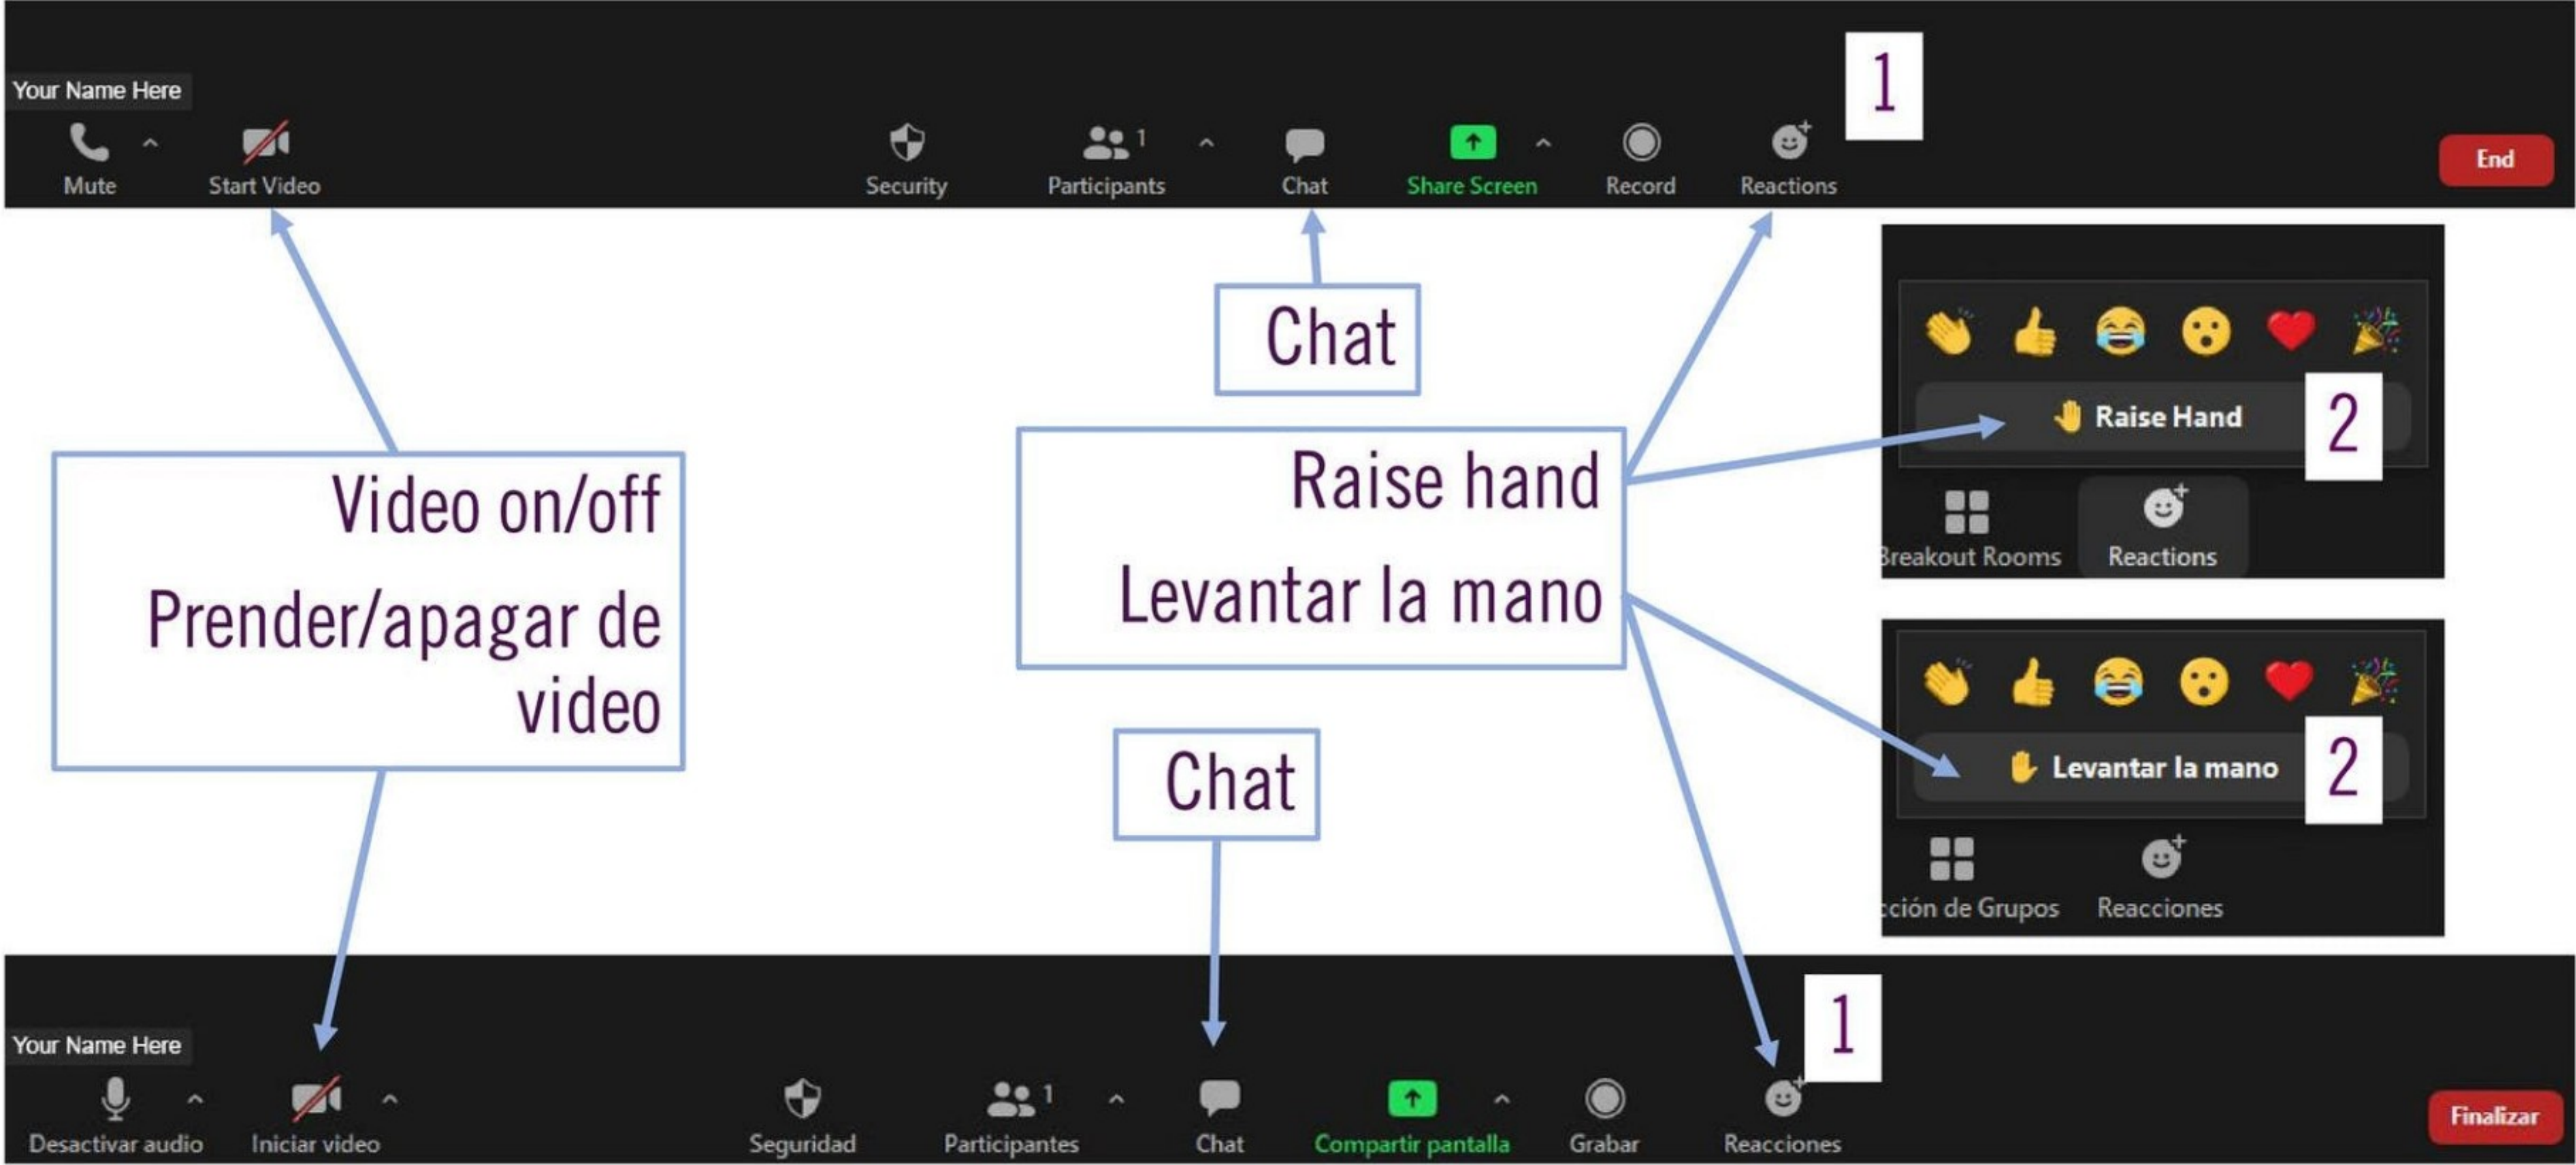 1
Your Name Here
1
Mute Start Video Security Participants Chat Share Screen Record Reactions End
Chat
Raise hand
Levantar la mano
Video on/off
Prender/apagar de
video
Raise Hand 2
Breakout Rooms Reactions
Levantar la mano 2
cción de Grupos Reacciones
Chat
1
Your Name Here
1
Desactivar audio Iniciar video Seguridad Participantes Chat Compartir pantalla Grabar Reacciones Finalizar